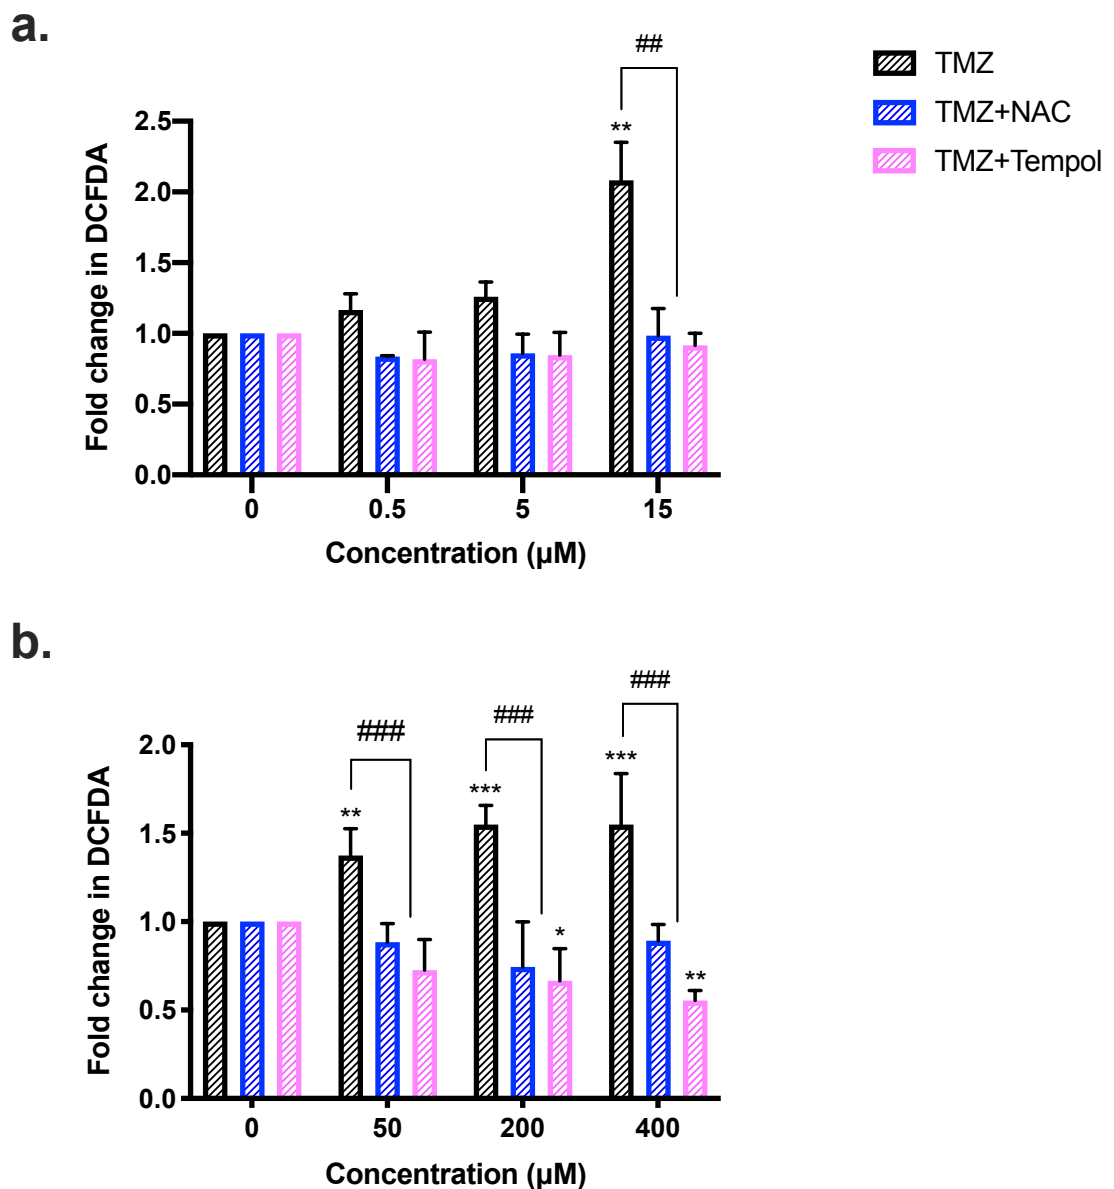 a.
##
TMZ
TMZ+NAC
TMZ+Tempol
**
2.5
2.0
1.5
1.0
0.5
0.0
Fold change in DCFDA
0 0.5 5 15
Concentration (µM)
b.
### ### ###
** *** *** * **
2.0
1.5
1.0
0.5
0.0
Fold change in DCFDA
0 50 200 400
Concentration (µM)